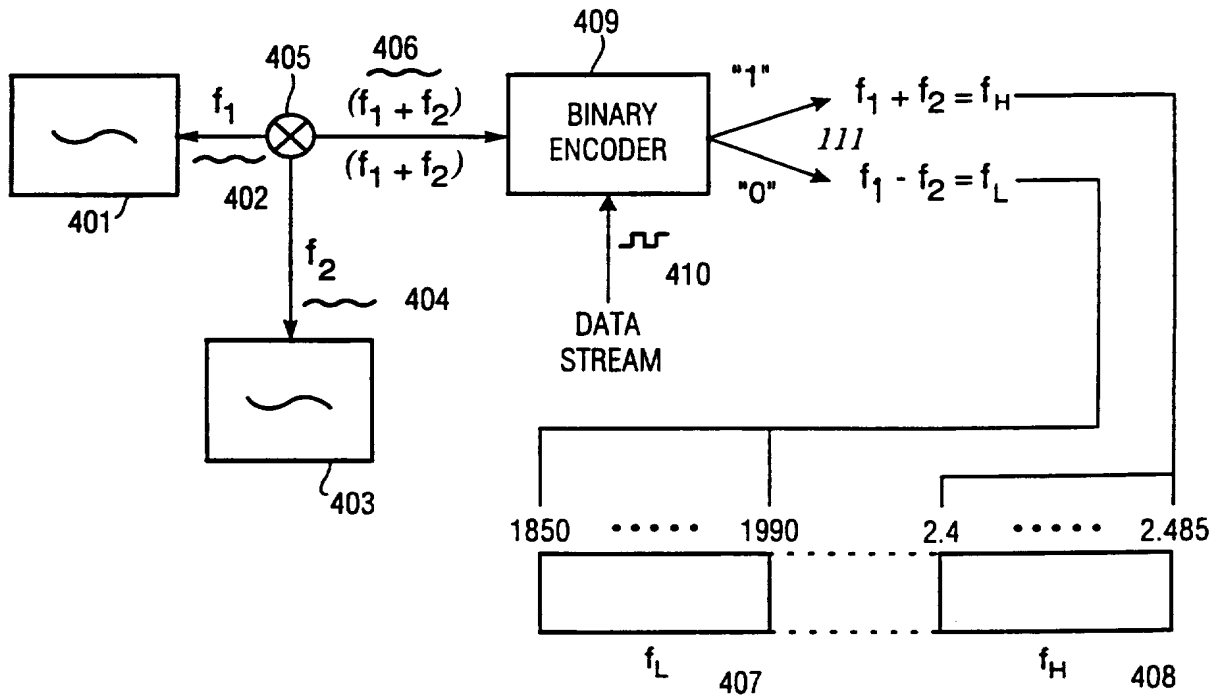 409
405
406
f1
(f1 + f2)
(f1 + f2)
BINARY
ENCODER
"1"
"0"
f1 + f2 = fH
111
f1 - f2 = fL
402
401
f2
404
410
DATA
STREAM
403
1850 ..... 1990 2.4 ..... 2.485
fL
407
fH
408